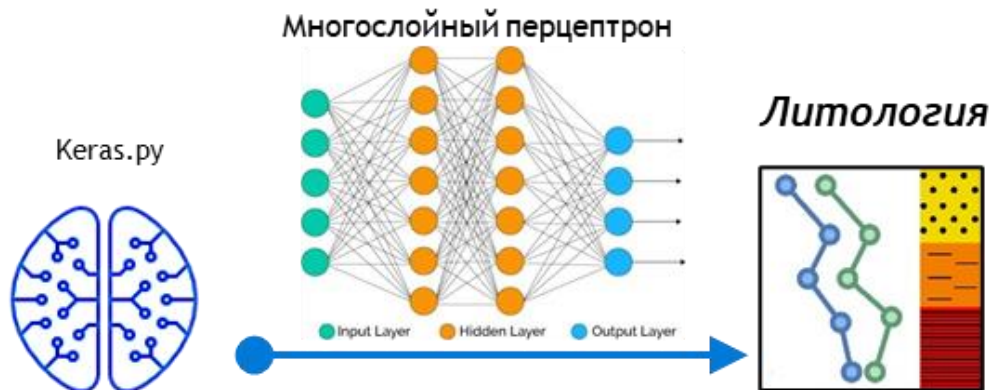 Многослойный перцептрон
Литология
Keras.py
Input Layer
Hidden Layer
Output Layer